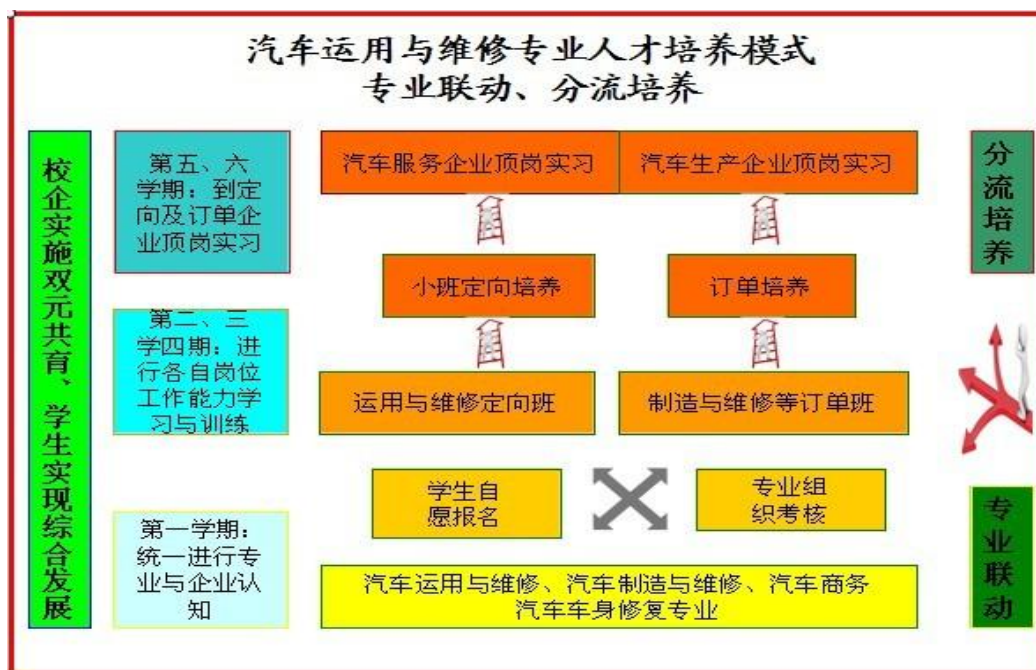 汽车运用与维修专业人才培养模式
专业联动、分流培养
校企实施双元共育、学生实现综合发展
第五、六
学期：到定
向及订单企
业顶岗实习
汽车服务企业顶岗实习
汽车生产企业顶岗实习
分流培养
小班定向培养
订单培养
第二、三
学四期：进
行各自岗位
工作能力学
习与训练
运用与维修定向班
制造与维修等订单班
学生自
愿报名
专业组
织考核
第一学期：
统一进行专
业与企业认
知
汽车运用与维修、汽车制造与维修、汽车商务
汽车车身修复专业
专业联动